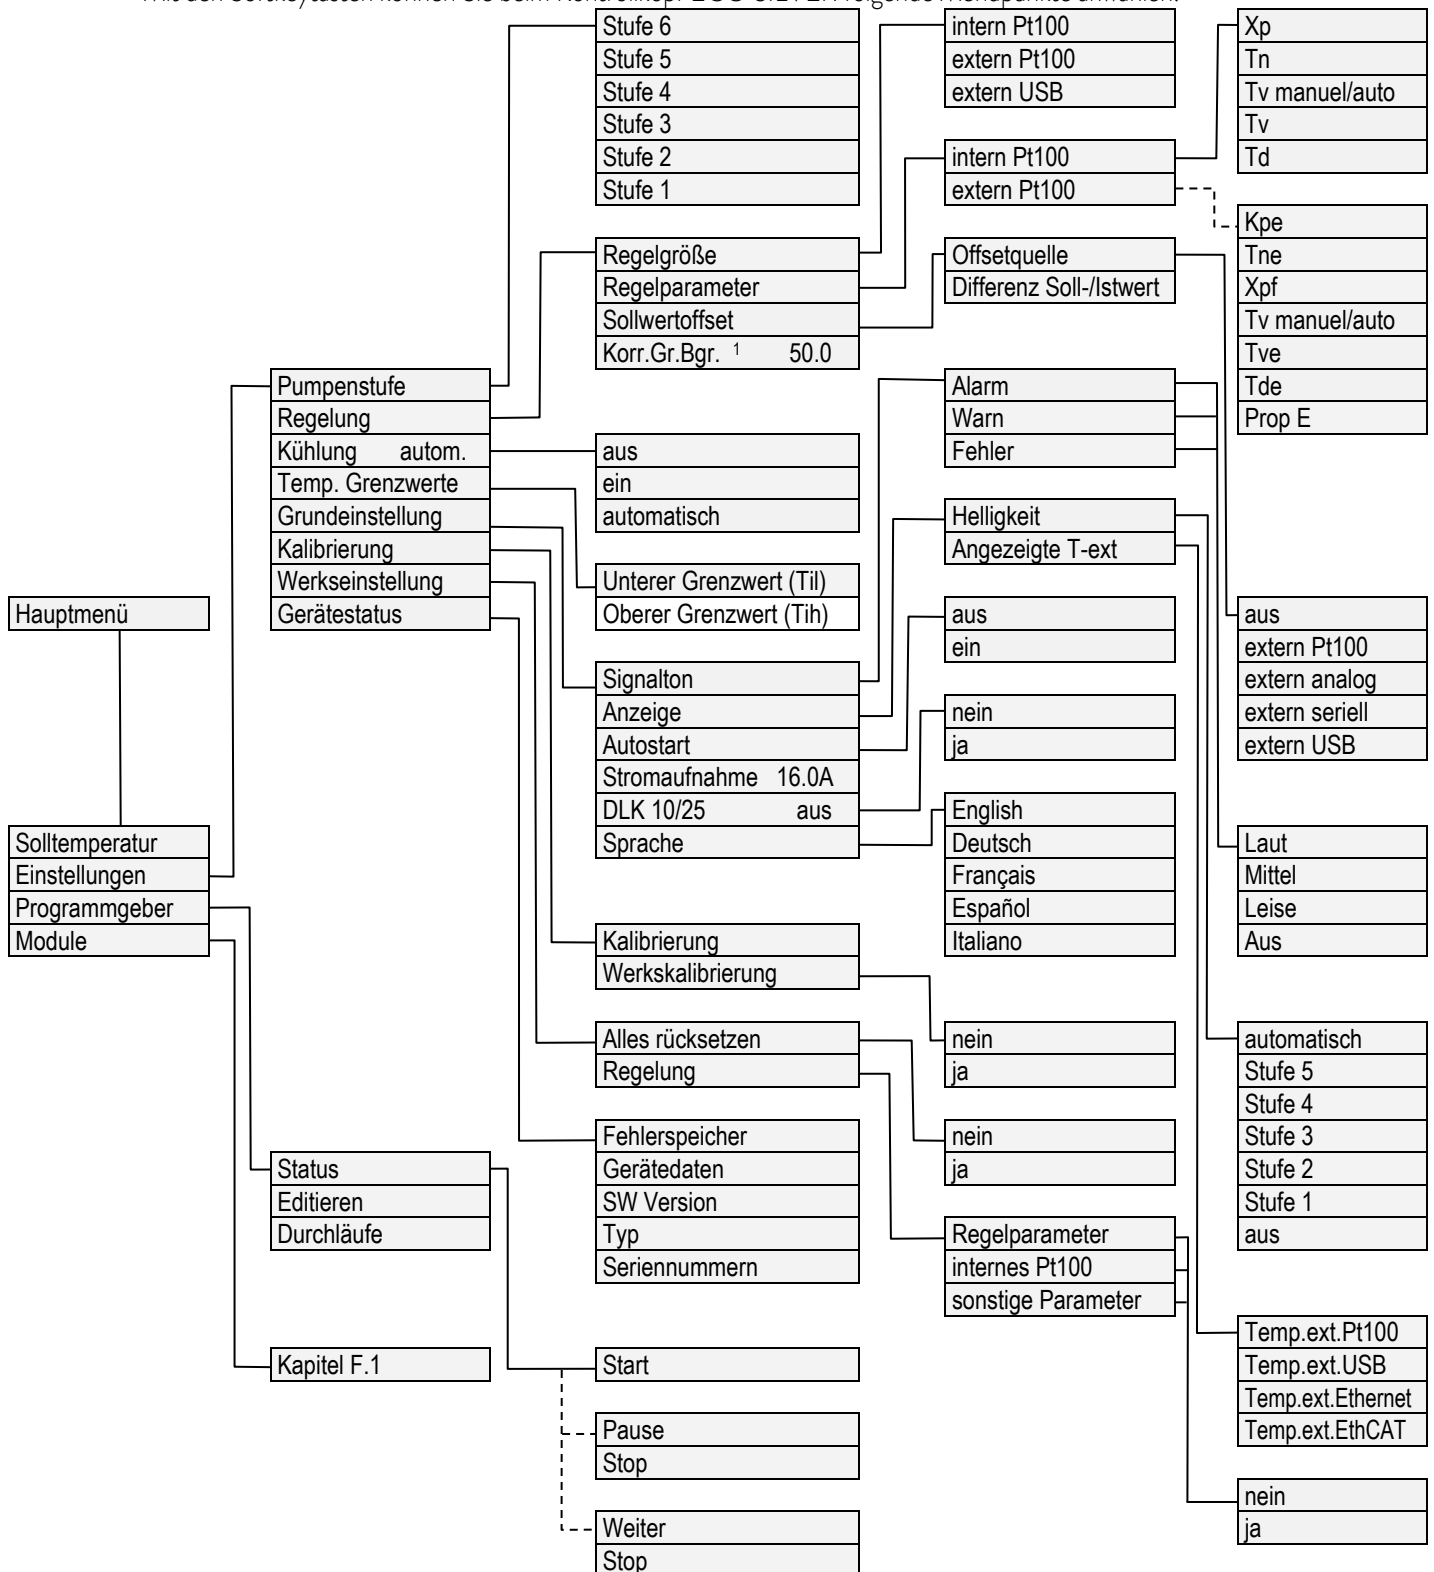 Stufe 6
Stufe 5
Stufe 4
Stufe 3
Stufe 2
Stufe 1
intern Pt100
extern Pt100
extern USB
Xp
Tn
Tv manuel/auto
Tv
Td
intern Pt100
extern Pt100
Kpe
Tne
Xpf
Tv manuel/auto
Tve
Tde
Prop E
Regelgröße
Regelparameter
Sollwertoffset
Korr.Gr.Bgr. 1 50.0
Offsetquelle
Differenz Soll-/Istwert
Pumpenstufe
Regelung
Kühlung autom.
Temp. Grenzwerte
Grundeinstellung
Kalibrierung
Werkseinstellung
Gerätestatus
aus
ein
automatisch
Alarm
Warn
Fehler
Helligkeit
Angezeigte T-ext
Unterer Grenzwert (Til)
Oberer Grenzwert (Tih)
Hauptmenü
aus
ein
aus
extern Pt100
extern analog
extern seriell
extern USB
Signalton
Anzeige
Autostart
Stromaufnahme 16.0A
DLK 10/25 aus
Sprache
nein
ja
English
Deutsch
Français
Español
Italiano
Laut
Mittel
Leise
Aus
Solltemperatur
Einstellungen
Programmgeber
Module
Kalibrierung
Werkskalibrierung
nein
ja
automatisch
Stufe 5
Stufe 4
Stufe 3
Stufe 2
Stufe 1
aus
Alles rücksetzen
Regelung
nein
ja
Fehlerspeicher
Gerätedaten
SW Version
Typ
Seriennummern
Status
Editieren
Durchläufe
Regelparameter
internes Pt100
sonstige Parameter
Temp.ext.Pt100
Temp.ext.USB
Temp.ext.Ethernet
Temp.ext.EthCAT
Kapitel F.1
Start
Pause
Stop
Weiter
Stop
nein
ja